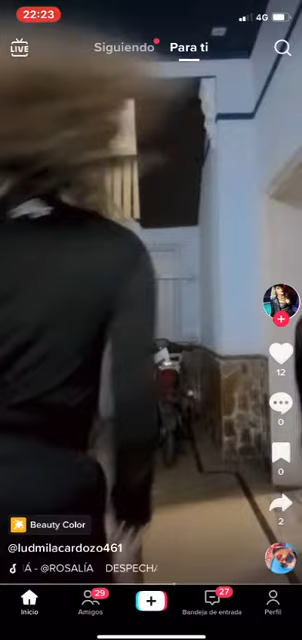 22:23
4G
LIVE
Siguiendo
Para ti
12
0
0
2
Beauty Color
@ludmilacardozo461
Á - @ROSALÍA DESPECH
29
27
Inicio
Amigos
Bandeja de entrada
Perfil